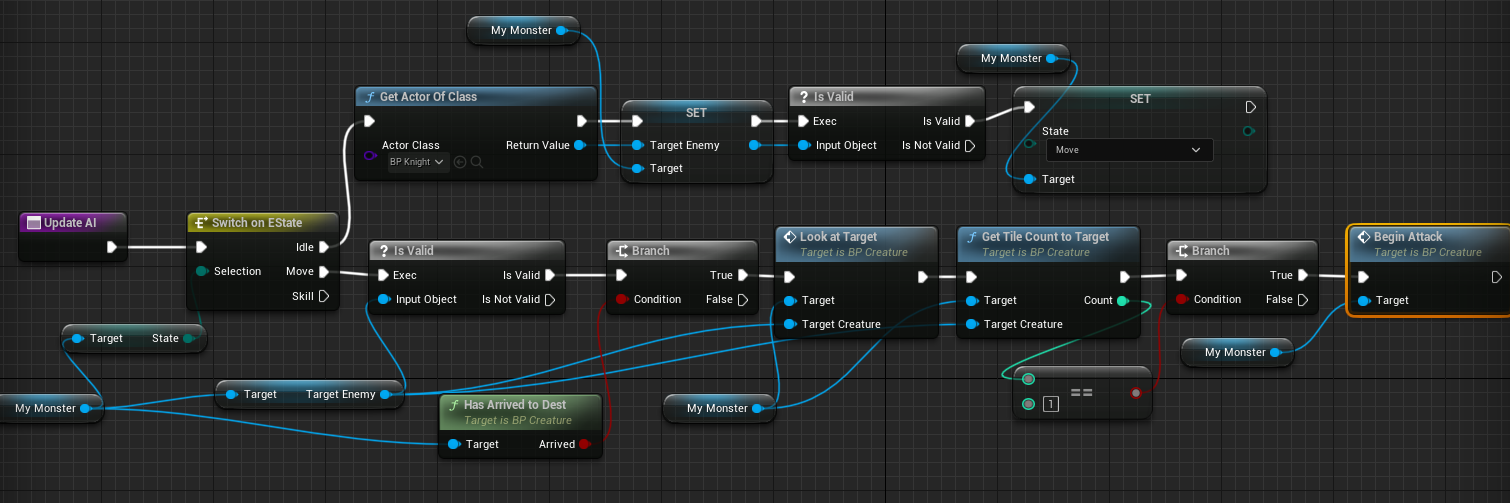 My Monster
My Monster
Get Actor Of Class
Actor Class
BP Knight
Return Value
SET
Target Enemy
Target
? Is Valid
Exec
Is Valid
Input Object
Is Not Valid
SET
State
Move
Target
Update AI
Switch on EState
Idle
Selection
Move
Skill
? Is Valid
Exec
Is Valid
Input Object
Is Not Valid
Branch
True
Condition
False
Look at Target
Target is BP Creature
Target
Target Creature
f Get Tile Count to Target
Target is BP Creature
Target
Count
Target Creature
Branch
True
Condition
False
Begin Attack
Target is BP Creature
Target
Target
State
My Monster
Target
Target Enemy
My Monster
f Has Arrived to Dest
Target is BP Creature
Target
Arrived
My Monster
==
1